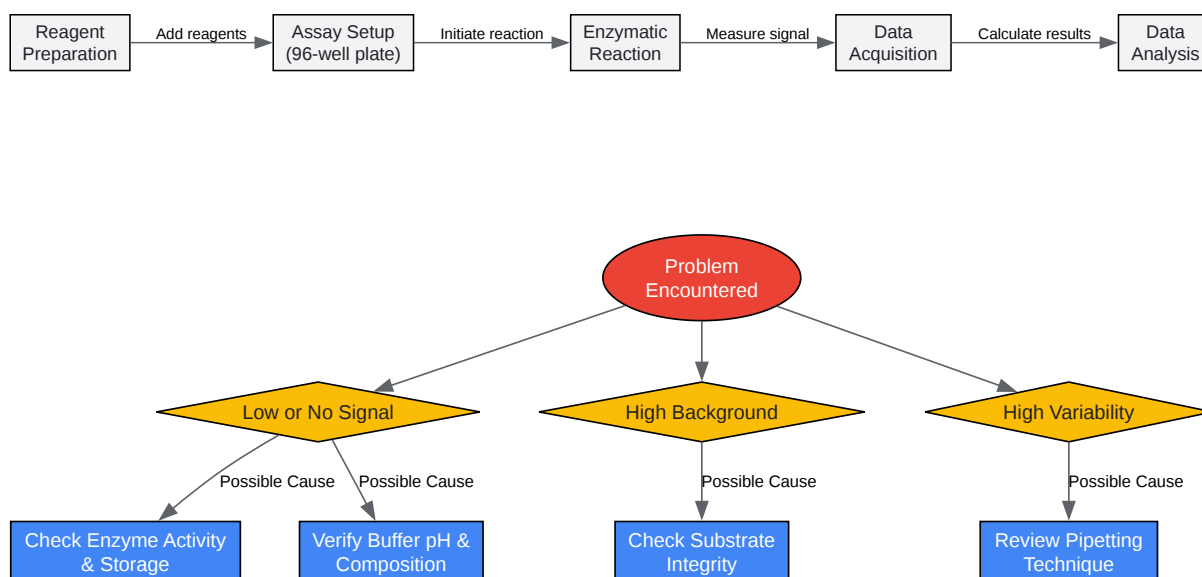 Reagent
Preparation
Add reagents
Assay Setup
(96-well plate)
Initiate reaction
Enzymatic
Reaction
Measure signal
Data
Acquisition
Calculate results
Data
Analysis
Problem
Encountered
Low or No Signal
High Background
High Variability
Possible Cause
Possible Cause
Possible Cause
Possible Cause
Check Enzyme Activity
& Storage
Verify Buffer pH &
Composition
Check Substrate
Integrity
Review Pipetting
Technique